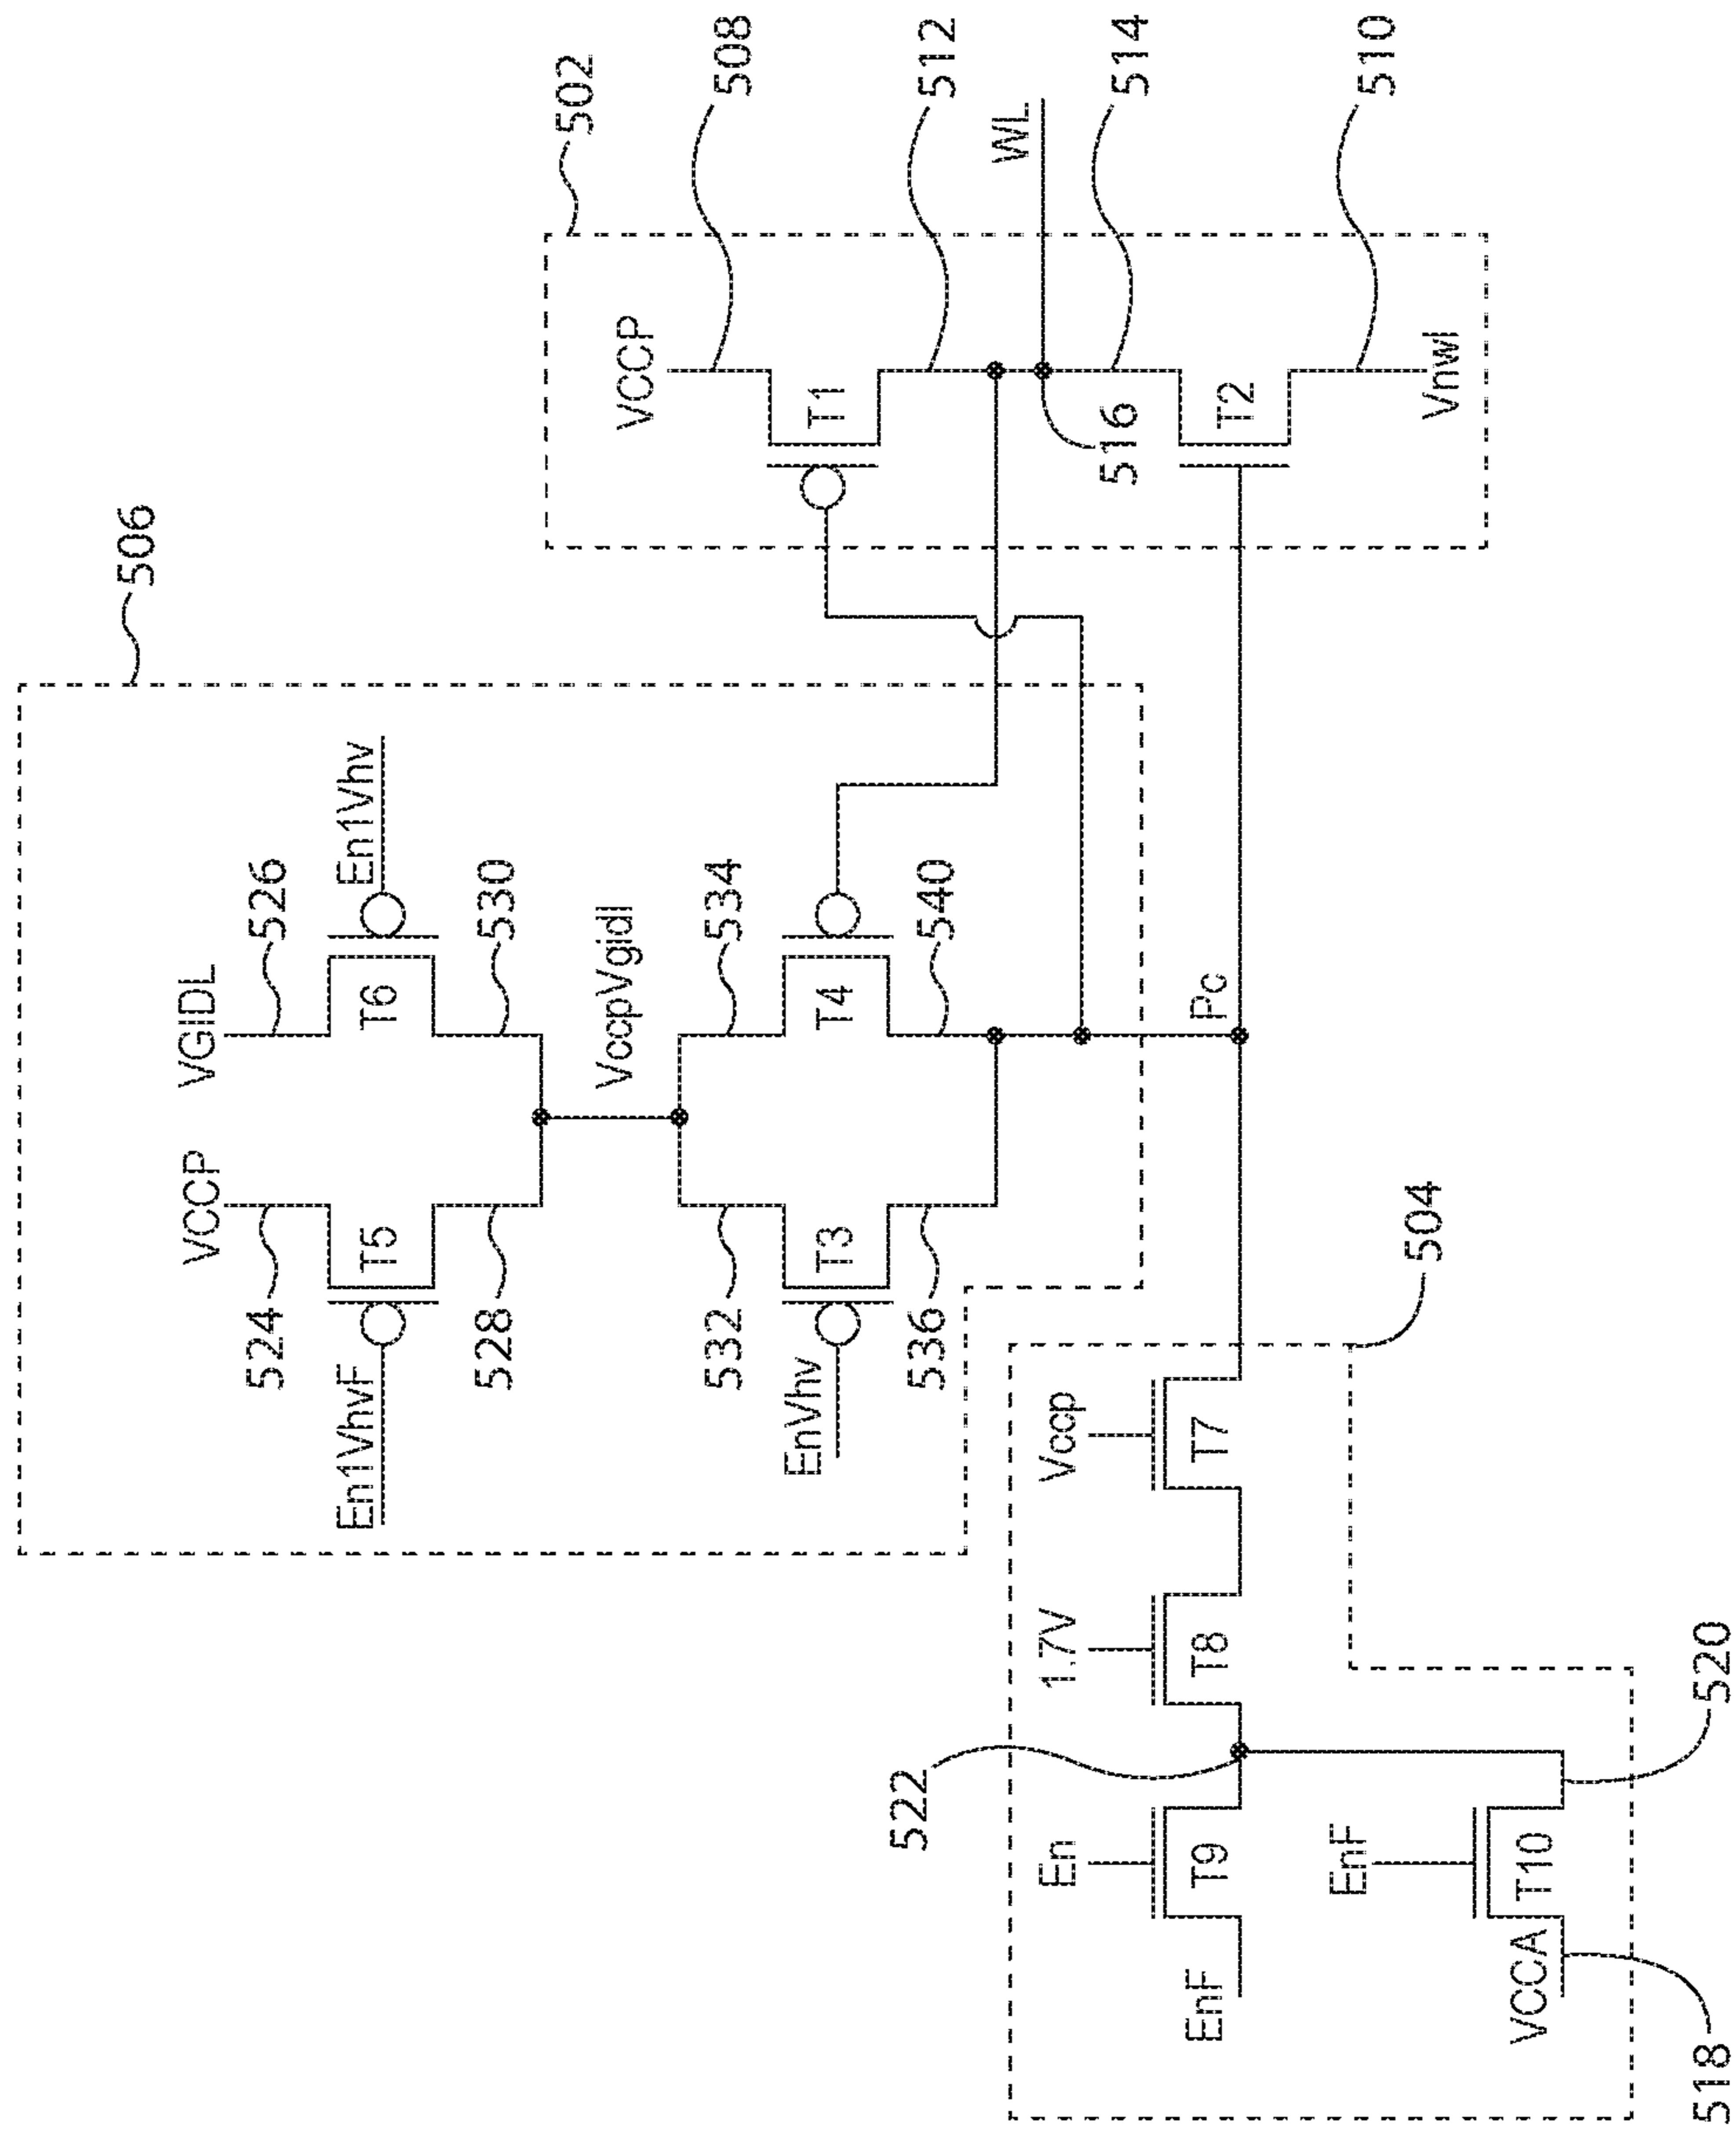 506
VCCP
VGIDL
524
526
En1VhvF
T5
T6
En1Vhv
528
530
VccpVgidl
532
534
EnVhv
T3
T4
536
540
502
VCCP
508
T1
512
WL
516
514
T2
510
Vnwl
Pc
504
Vccp
T7
1.7V
T8
522
En
T9
EnF
EnF
T10
VCCA
520
518